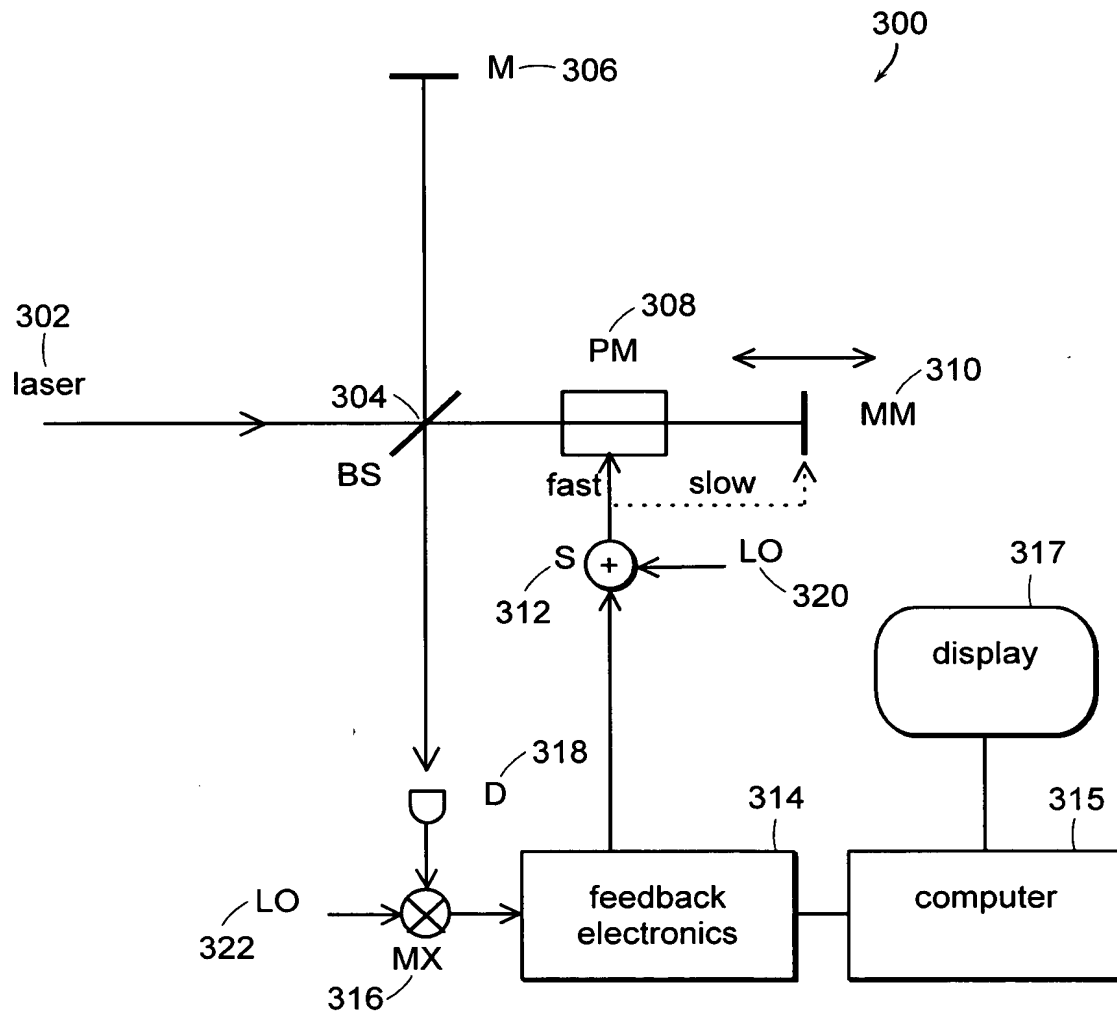 300
M 306
302
laser
308
PM
310
MM
304
BS
fast
slow
S +
LO
312
320
317
display
D 318
314
315
LO
322
feedback
electronics
computer
MX
316